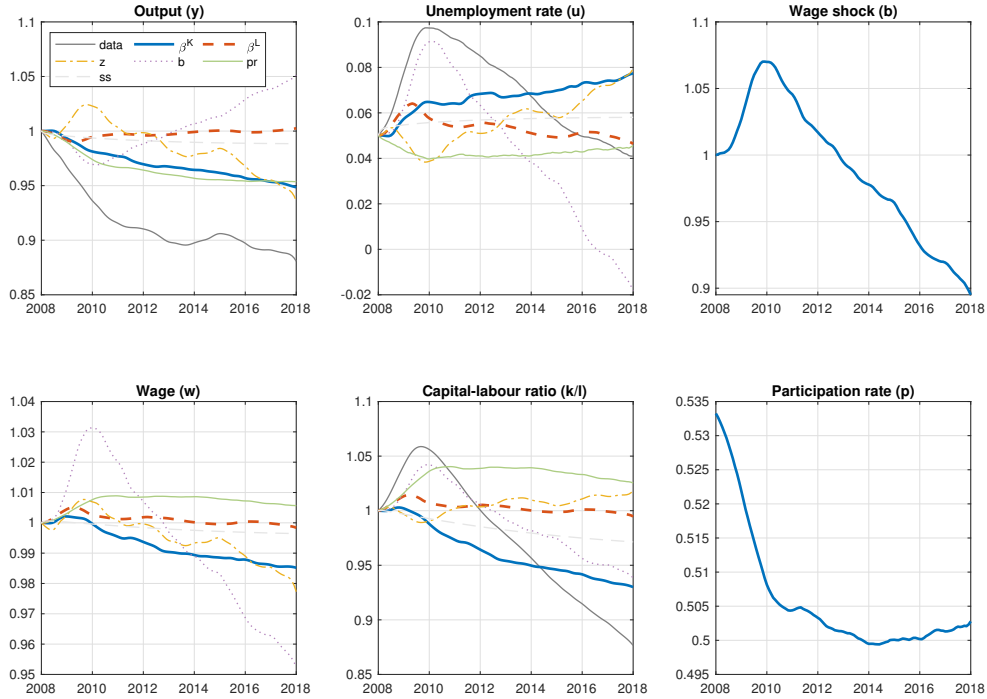 Output (y)
1.1
1.05
1
0.95
0.9
0.85
data
β^K
β^L
z
b
pr
ss
2008 2010 2012 2014 2016 2018
Unemployment rate (u)
0.1
0.08
0.06
0.04
0.02
0
-0.02
2008 2010 2012 2014 2016 2018
Wage shock (b)
1.1
1.05
1
0.95
0.9
2008 2010 2012 2014 2016 2018
Wage (w)
1.04
1.03
1.02
1.01
1
0.99
0.98
0.97
0.96
0.95
2008 2010 2012 2014 2016 2018
Capital-labour ratio (k/l)
1.1
1.05
1
0.95
0.9
0.85
2008 2010 2012 2014 2016 2018
Participation rate (p)
0.535
0.53
0.525
0.52
0.515
0.51
0.505
0.5
0.495
2008 2010 2012 2014 2016 2018